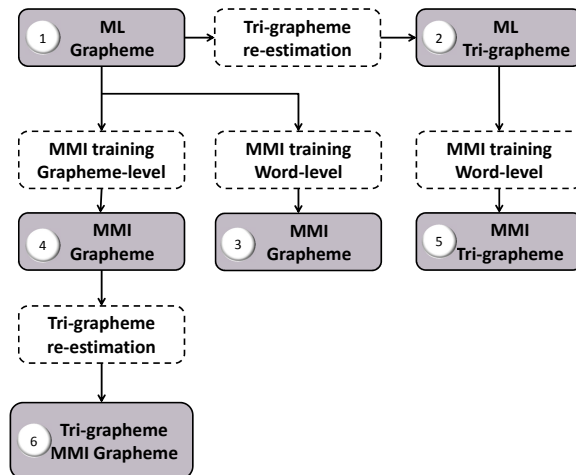 1
ML
Grapheme
Tri-grapheme
re-estimation
2
ML
Tri-grapheme
MMI training
Grapheme-level
MMI training
Word-level
MMI training
Word-level
4
MMI
Grapheme
3
MMI
Grapheme
5
MMI
Tri-grapheme
Tri-grapheme
re-estimation
6
Tri-grapheme
MMI Grapheme